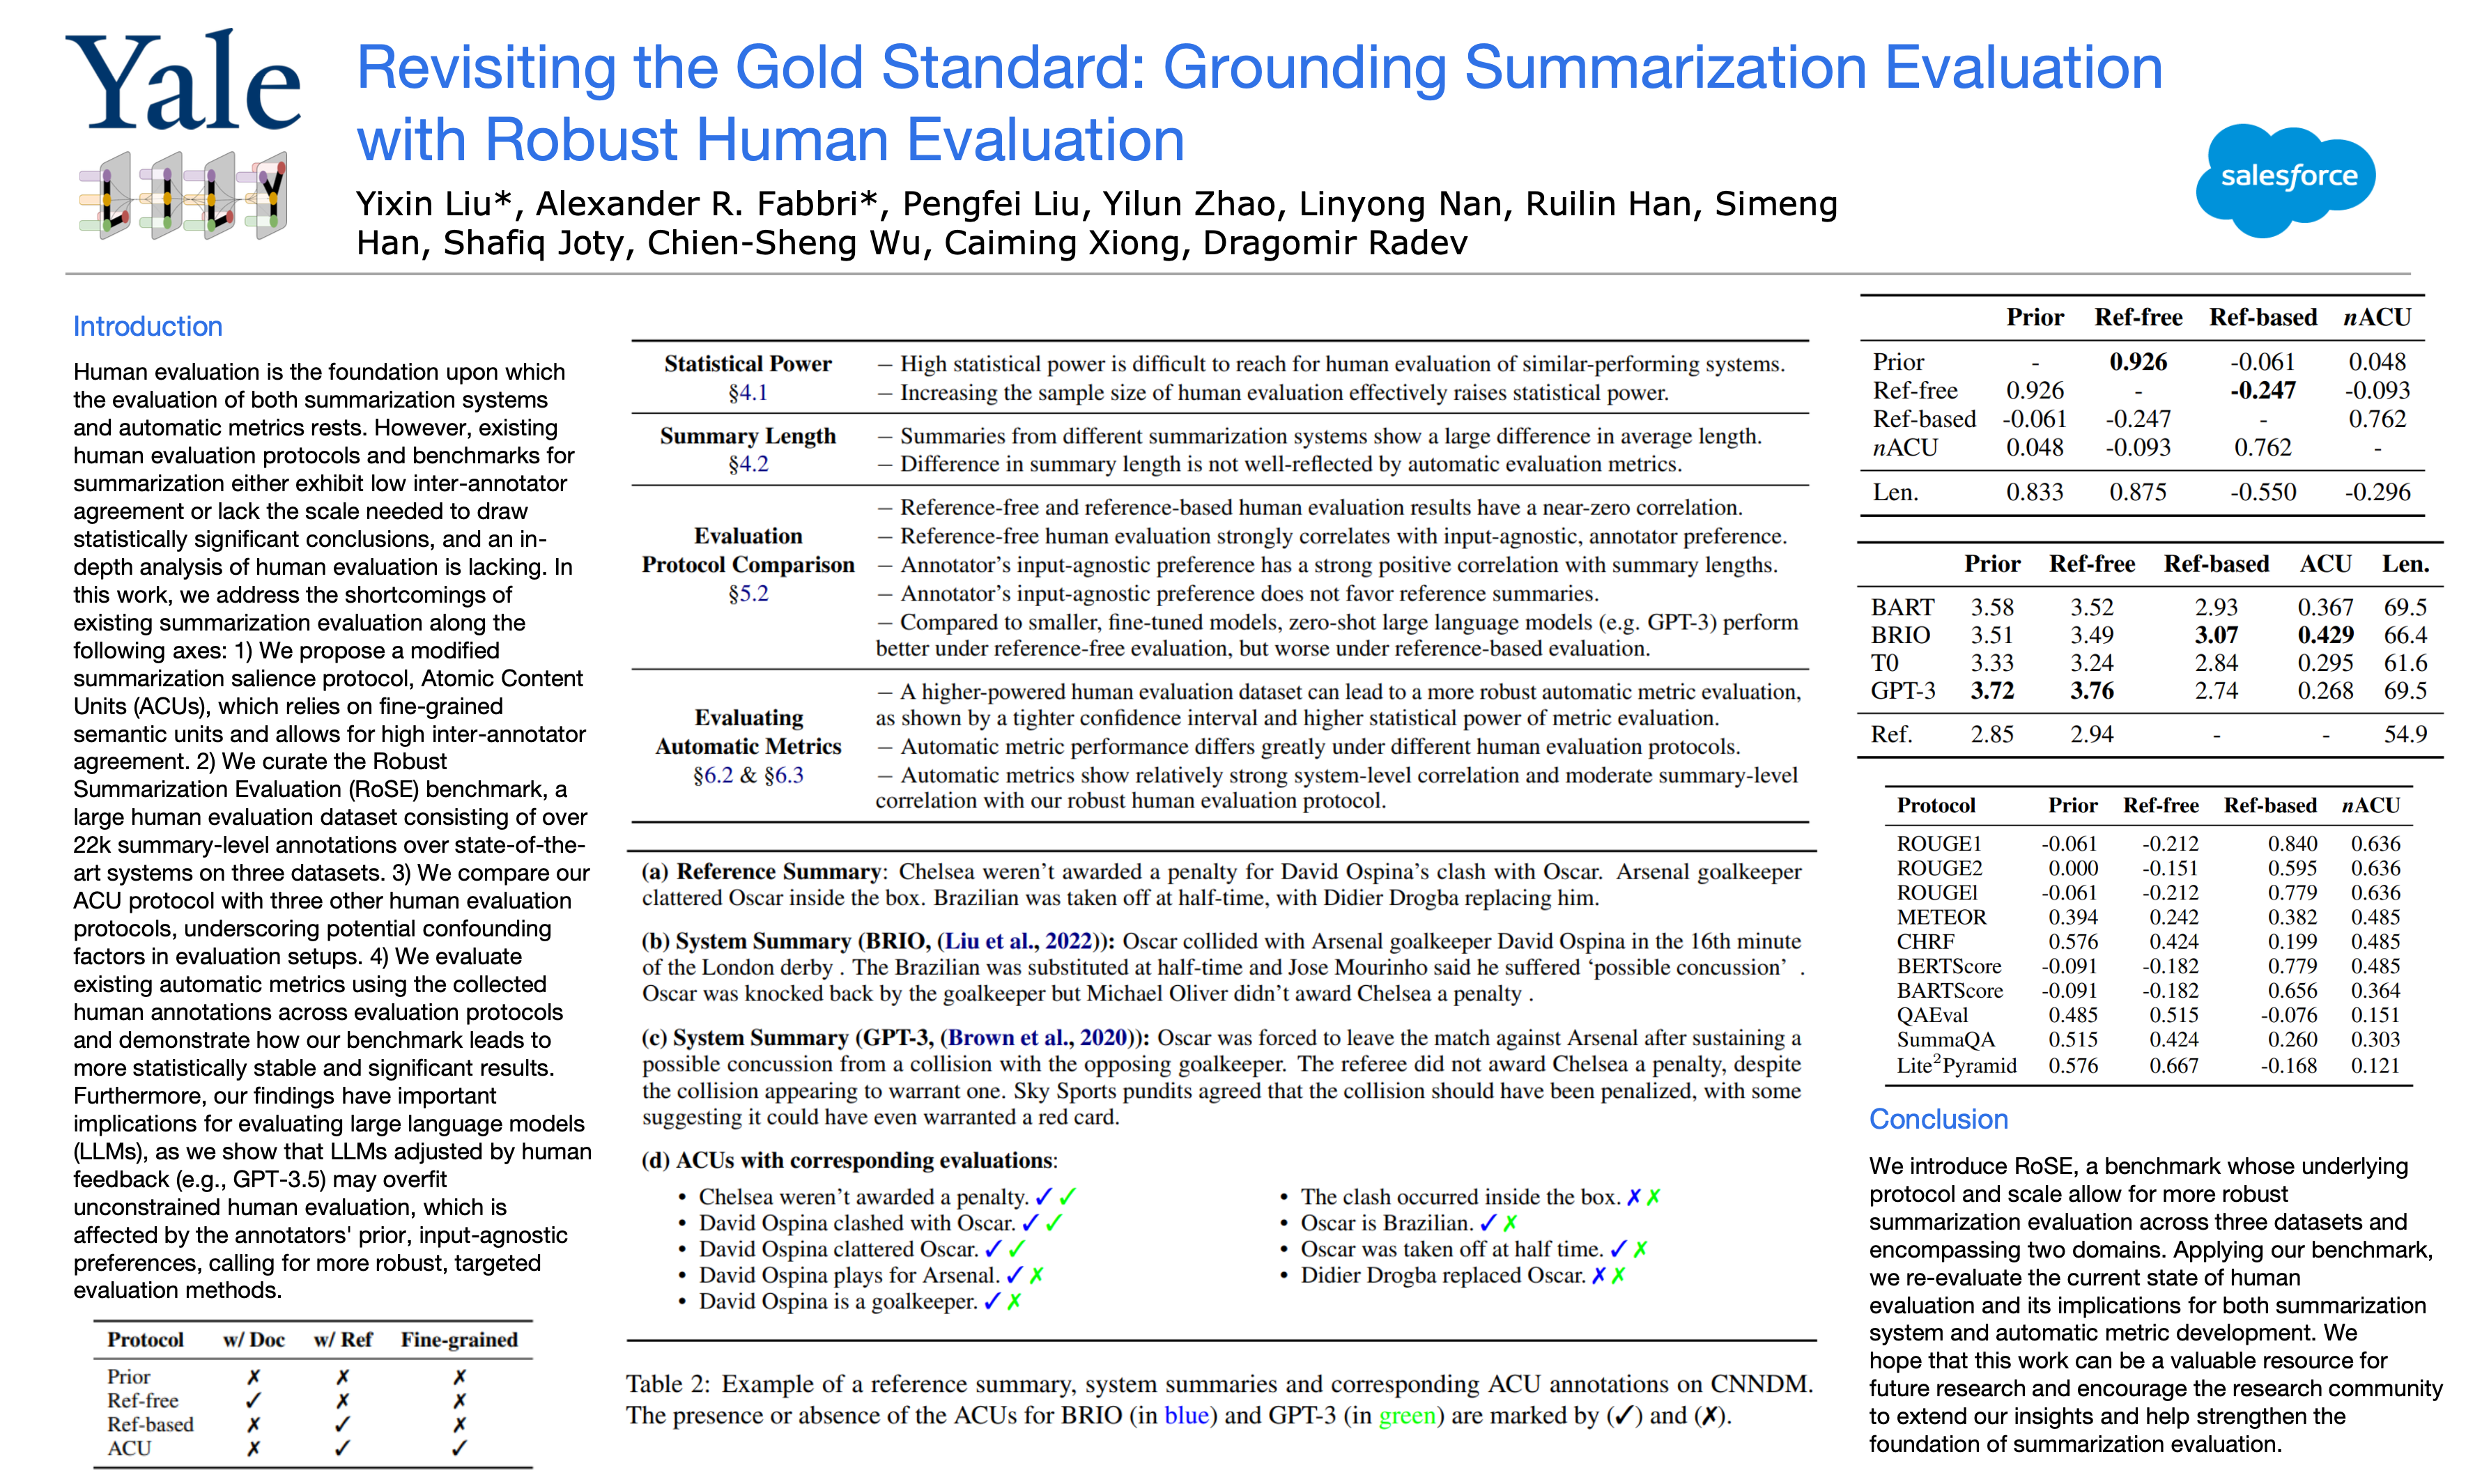 Yale
LILY
Revisiting the Gold Standard: Grounding Summarization Evaluation
with Robust Human Evaluation
Yixin Liu*, Alexander R. Fabbri*, Pengfei Liu, Yilun Zhao, Linyong Nan, Ruilin Han, Simeng
Han, Shafiq Joty, Chien-Sheng Wu, Caiming Xiong, Dragomir Radev
salesforce
Introduction
Human evaluation is the foundation upon which
the evaluation of both summarization systems
and automatic metrics rests. However, existing
human evaluation protocols and benchmarks for
summarization either exhibit low inter-annotator
agreement or lack the scale needed to draw
statistically significant conclusions, and an in-
depth analysis of human evaluation is lacking. In
this work, we address the shortcomings of
existing summarization evaluation along the
following axes: 1) We propose a modified
summarization salience protocol, Atomic Content
Units (ACUs), which relies on fine-grained
semantic units and allows for high inter-annotator
agreement. 2) We curate the Robust
Summarization Evaluation (RoSE) benchmark, a
large human evaluation dataset consisting of over
22k summary-level annotations over state-of-the-
art systems on three datasets. 3) We compare our
ACU protocol with three other human evaluation
protocols, underscoring potential confounding
factors in evaluation setups. 4) We evaluate
existing automatic metrics using the collected
human annotations across evaluation protocols
and demonstrate how our benchmark leads to
more statistically stable and significant results.
Furthermore, our findings have important
implications for evaluating large language models
(LLMs), as we show that LLMs adjusted by human
feedback (e.g., GPT-3.5) may overfit
unconstrained human evaluation, which is
affected by the annotators' prior, input-agnostic
preferences, calling for more robust, targeted
evaluation methods.
Protocol w/ Doc w/ Ref Fine-grained
Prior ✗ ✗ ✗
Ref-free ✓ ✗ ✗
Ref-based ✗ ✓ ✗
ACU ✗ ✓ ✓
Statistical Power
§4.1
– High statistical power is difficult to reach for human evaluation of similar-performing systems.
– Increasing the sample size of human evaluation effectively raises statistical power.
Summary Length
§4.2
– Summaries from different summarization systems show a large difference in average length.
– Difference in summary length is not well-reflected by automatic evaluation metrics.
Evaluation
Protocol Comparison
§5.2
– Reference-free and reference-based human evaluation results have a near-zero correlation.
– Reference-free human evaluation strongly correlates with input-agnostic, annotator preference.
– Annotator's input-agnostic preference has a strong positive correlation with summary lengths.
– Annotator's input-agnostic preference does not favor reference summaries.
– Compared to smaller, fine-tuned models, zero-shot large language models (e.g. GPT-3) perform
better under reference-free evaluation, but worse under reference-based evaluation.
Evaluating
Automatic Metrics
§6.2 & §6.3
– A higher-powered human evaluation dataset can lead to a more robust automatic metric evaluation,
as shown by a tighter confidence interval and higher statistical power of metric evaluation.
– Automatic metric performance differs greatly under different human evaluation protocols.
– Automatic metrics show relatively strong system-level correlation and moderate summary-level
correlation with our robust human evaluation protocol.
(a) Reference Summary: Chelsea weren't awarded a penalty for David Ospina's clash with Oscar. Arsenal goalkeeper
clattered Oscar inside the box. Brazilian was taken off at half-time, with Didier Drogba replacing him.
(b) System Summary (BRIO, (Liu et al., 2022)): Oscar collided with Arsenal goalkeeper David Ospina in the 16th minute
of the London derby . The Brazilian was substituted at half-time and Jose Mourinho said he suffered 'possible concussion' .
Oscar was knocked back by the goalkeeper but Michael Oliver didn't award Chelsea a penalty .
(c) System Summary (GPT-3, (Brown et al., 2020)): Oscar was forced to leave the match against Arsenal after sustaining a
possible concussion from a collision with the opposing goalkeeper. The referee did not award Chelsea a penalty, despite
the collision appearing to warrant one. Sky Sports pundits agreed that the collision should have been penalized, with some
suggesting it could have even warranted a red card.
(d) ACUs with corresponding evaluations:
• Chelsea weren't awarded a penalty. ✓ ✓
• David Ospina clashed with Oscar. ✓ ✓
• David Ospina clattered Oscar. ✓ ✓
• David Ospina plays for Arsenal. ✓ ✗
• David Ospina is a goalkeeper. ✓ ✗
• The clash occurred inside the box. ✗ ✗
• Oscar is Brazilian. ✓ ✗
• Oscar was taken off at half time. ✓ ✗
• Didier Drogba replaced Oscar. ✗ ✗
Table 2: Example of a reference summary, system summaries and corresponding ACU annotations on CNNDM.
The presence or absence of the ACUs for BRIO (in blue) and GPT-3 (in green) are marked by (✓) and (✗).
Prior Ref-free Ref-based nACU
Prior - 0.926 -0.061 0.048
Ref-free 0.926 - -0.247 -0.093
Ref-based -0.061 -0.247 - 0.762
nACU 0.048 -0.093 0.762 -
Len. 0.833 0.875 -0.550 -0.296
Prior Ref-free Ref-based ACU Len.
BART 3.58 3.52 2.93 0.367 69.5
BRIO 3.51 3.49 3.07 0.429 66.4
T0 3.33 3.24 2.84 0.295 61.6
GPT-3 3.72 3.76 2.74 0.268 69.5
Ref. 2.85 2.94 - - 54.9
Protocol Prior Ref-free Ref-based nACU
ROUGE1 -0.061 -0.212 0.840 0.636
ROUGE2 0.000 -0.151 0.595 0.636
ROUGEl -0.061 -0.212 0.779 0.636
METEOR 0.394 0.242 0.382 0.485
CHRF 0.576 0.424 0.199 0.485
BERTScore -0.091 -0.182 0.779 0.485
BARTScore -0.091 -0.182 0.656 0.364
QAEval 0.485 0.515 -0.076 0.151
SummaQA 0.515 0.424 0.260 0.303
Lite²Pyramid 0.576 0.667 -0.168 0.121
Conclusion
We introduce RoSE, a benchmark whose underlying
protocol and scale allow for more robust
summarization evaluation across three datasets and
encompassing two domains. Applying our benchmark,
we re-evaluate the current state of human
evaluation and its implications for both summarization
system and automatic metric development. We
hope that this work can be a valuable resource for
future research and encourage the research community
to extend our insights and help strengthen the
foundation of summarization evaluation.